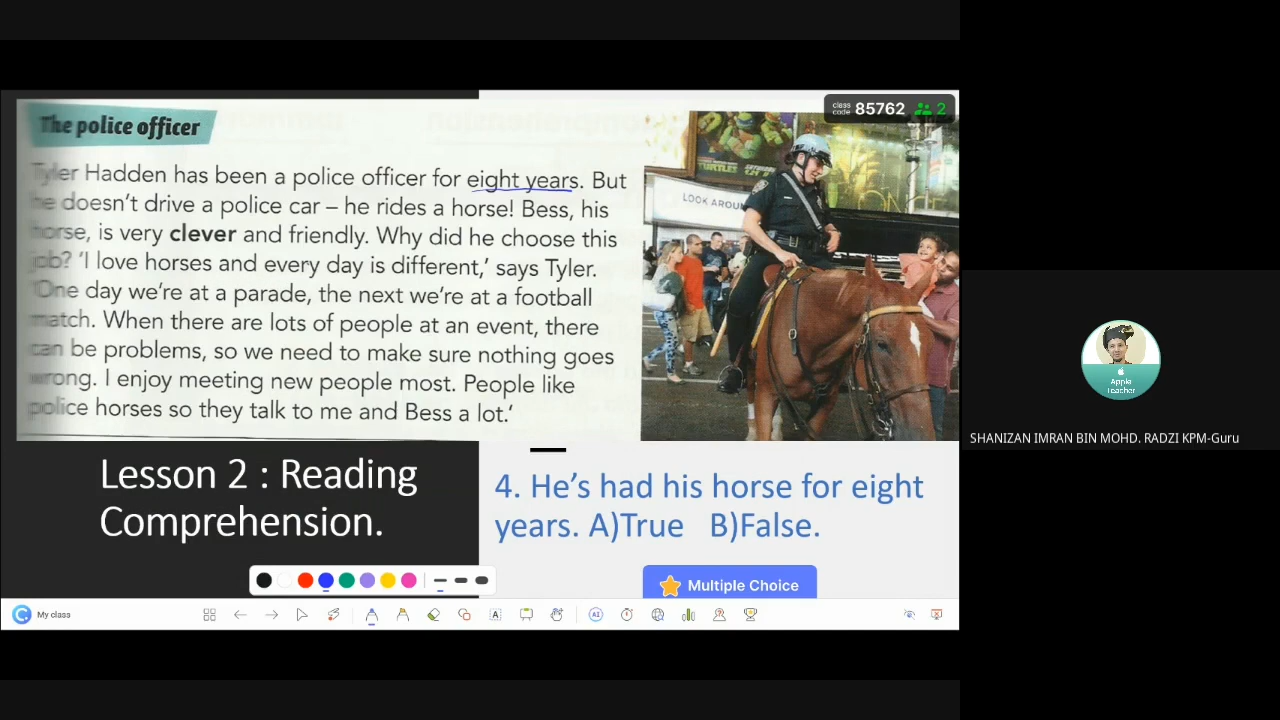 The police officer
Tyler Hadden has been a police officer for eight years. But
he doesn't drive a police car – he rides a horse! Bess, his
horse, is very clever and friendly. Why did he choose this
job? 'I love horses and every day is different,' says Tyler.
'One day we're at a parade, the next we're at a football
match. When there are lots of people at an event, there
can be problems, so we need to make sure nothing goes
wrong. I enjoy meeting new people most. People like
police horses so they talk to me and Bess a lot.'
class
code 85762 2
TURTLES
LOOK AROUN
Lesson 2 : Reading
Comprehension.
4. He's had his horse for eight
years. A)True B)False.
Multiple Choice
My class
A
AI
Apple
Teacher
SHANIZAN IMRAN BIN MOHD. RADZI KPM-Guru